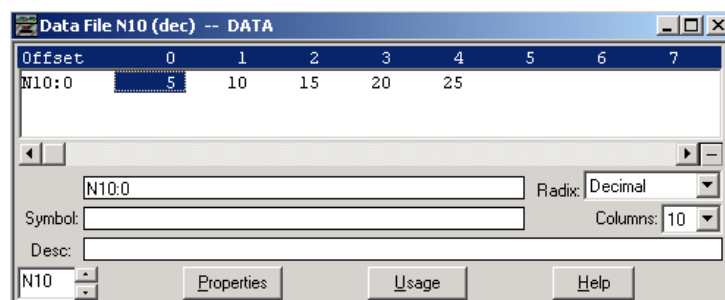 Data File N10 (dec) -- DATA
Offset 0 1 2 3 4 5 6 7
N10:0 5 10 15 20 25
N10:0
Radix: Decimal
Symbol:
Columns: 10
Desc:
N10 Properties Usage Help